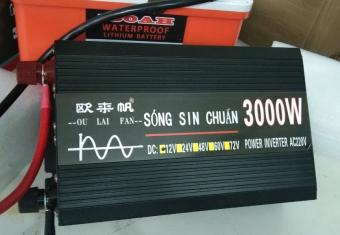 00AH
WATERPROOF
LITHIUM BATTERY
欧来帆
--OU LAI FAN--
SÓNG SIN CHUẨN 3000W
DC: 12V 24V 48V 60V 72V POWER INVERTER AC220V